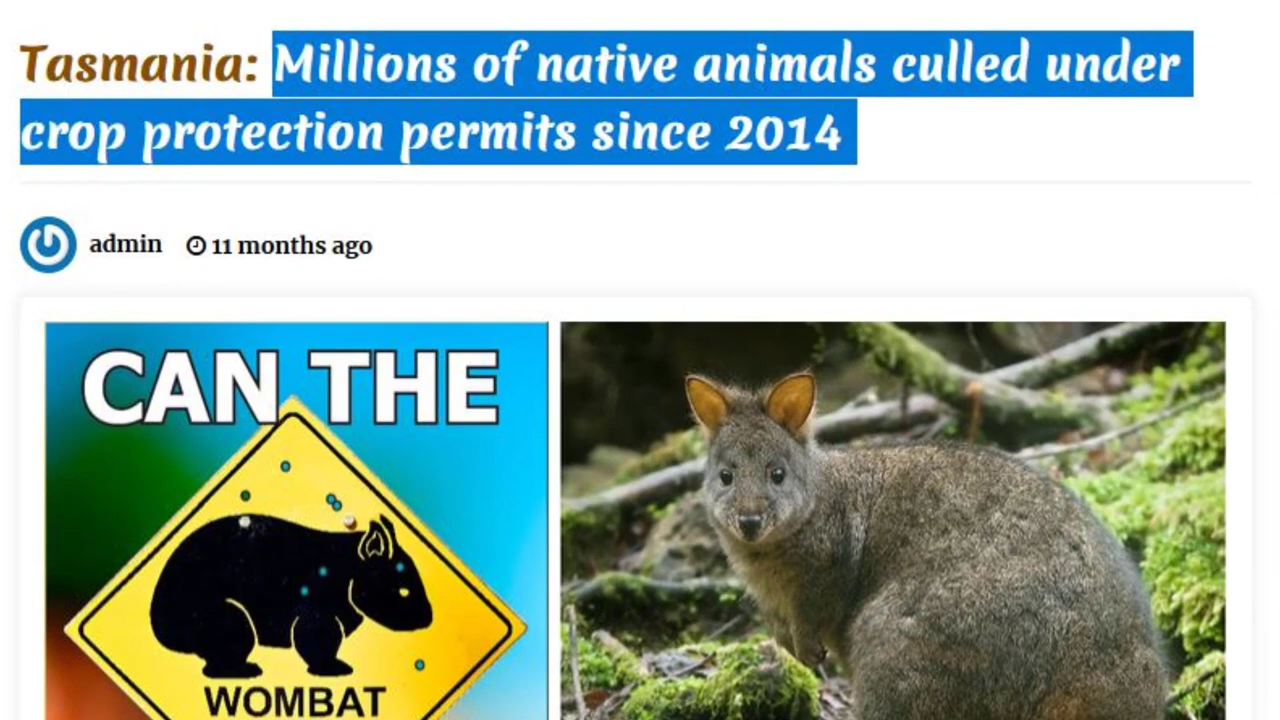 Tasmania: Millions of native animals culled under
crop protection permits since 2014
admin 11 months ago
CAN THE
WOMBAT